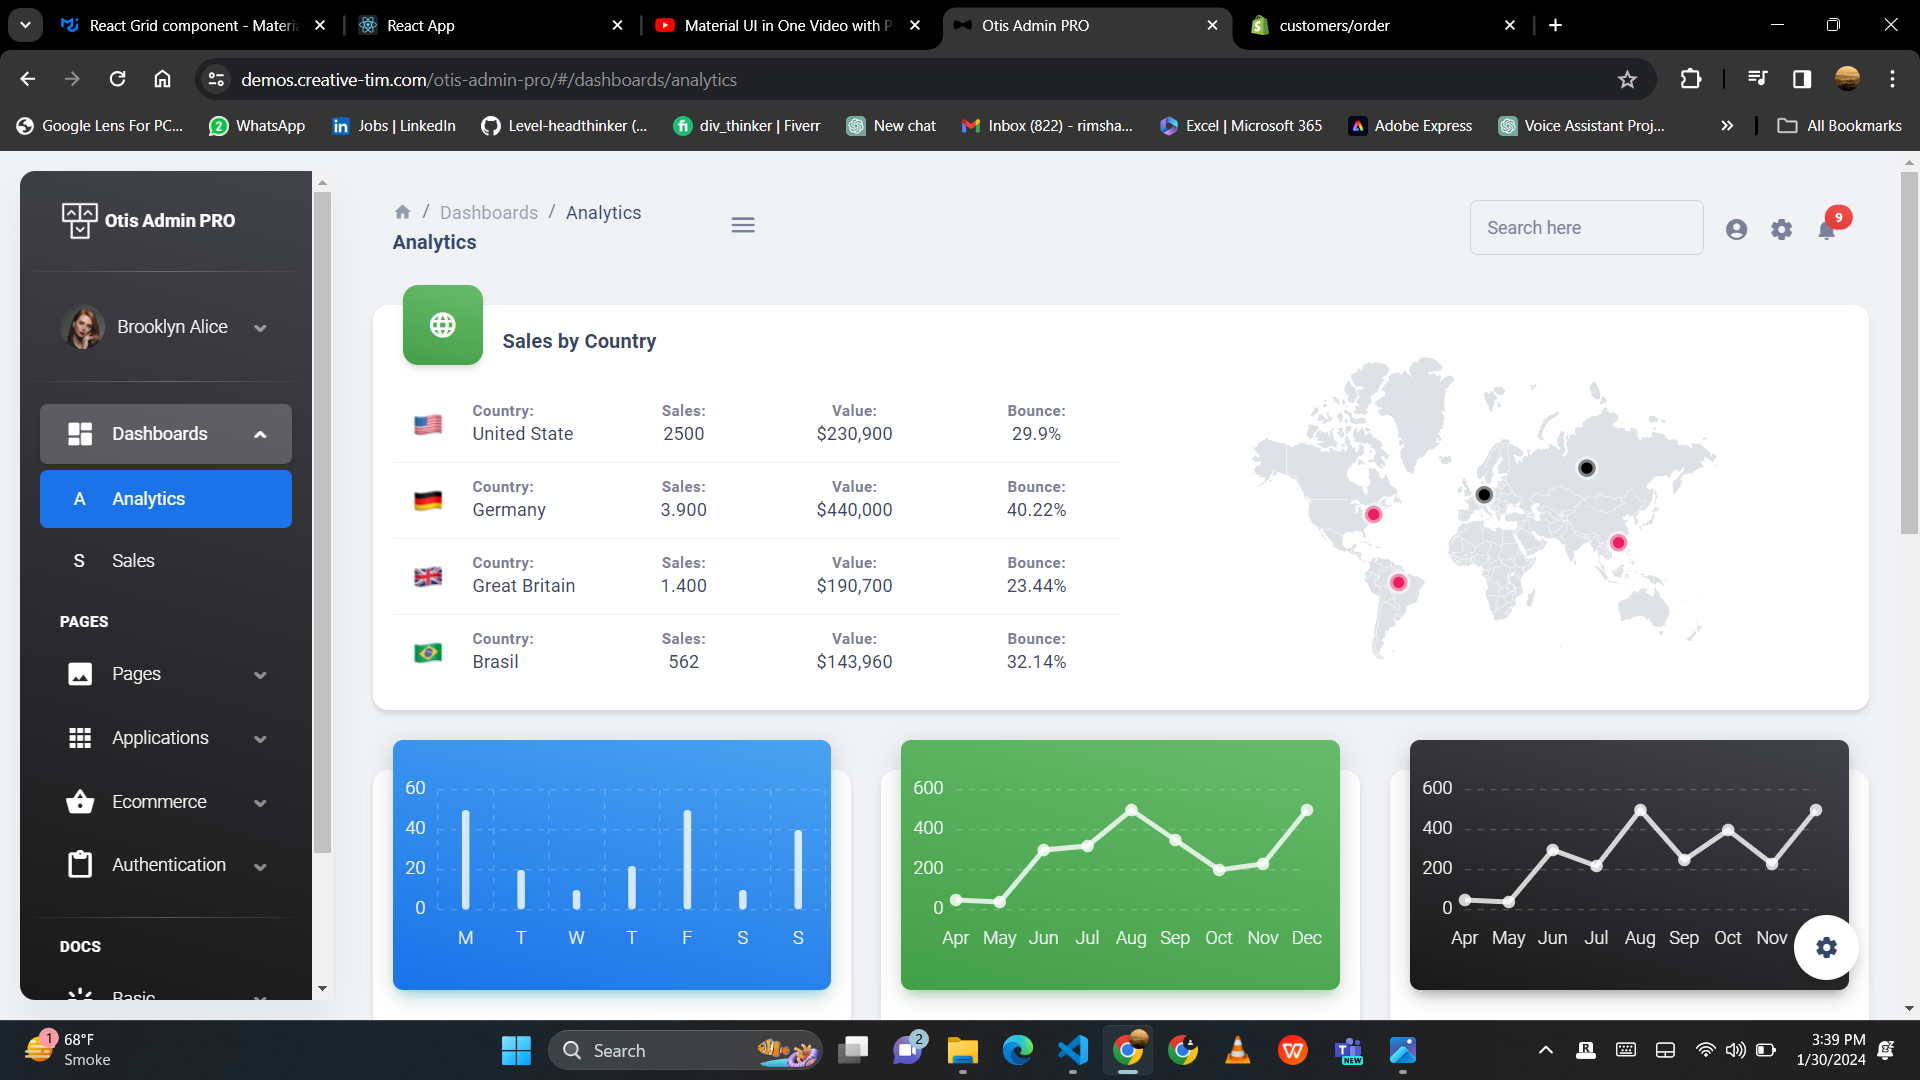 React Grid component - Materi
React App
Material UI in One Video with P
Otis Admin PRO
customers/order
demos.creative-tim.com/otis-admin-pro/#/dashboards/analytics
Google Lens For PC...
WhatsApp
Jobs | LinkedIn
Level-headthinker (...
div_thinker | Fiverr
New chat
Inbox (822) - rimsha...
Excel | Microsoft 365
Adobe Express
Voice Assistant Proj...
All Bookmarks
Otis Admin PRO
Brooklyn Alice
Dashboards
A Analytics
S Sales
PAGES
Pages
Applications
Ecommerce
Authentication
DOCS
Basic
/ Dashboards / Analytics
Analytics
Search here
9
Sales by Country
Country: Sales: Value: Bounce:
United State 2500 $230,900 29.9%
Country: Sales: Value: Bounce:
Germany 3.900 $440,000 40.22%
Country: Sales: Value: Bounce:
Great Britain 1.400 $190,700 23.44%
Country: Sales: Value: Bounce:
Brasil 562 $143,960 32.14%
60
40
20
0
M T W T F S S
600
400
200
0
Apr May Jun Jul Aug Sep Oct Nov Dec
600
400
200
0
Apr May Jun Jul Aug Sep Oct Nov
1
68°F
Smoke
Search
2
NEW
3:39 PM
1/30/2024